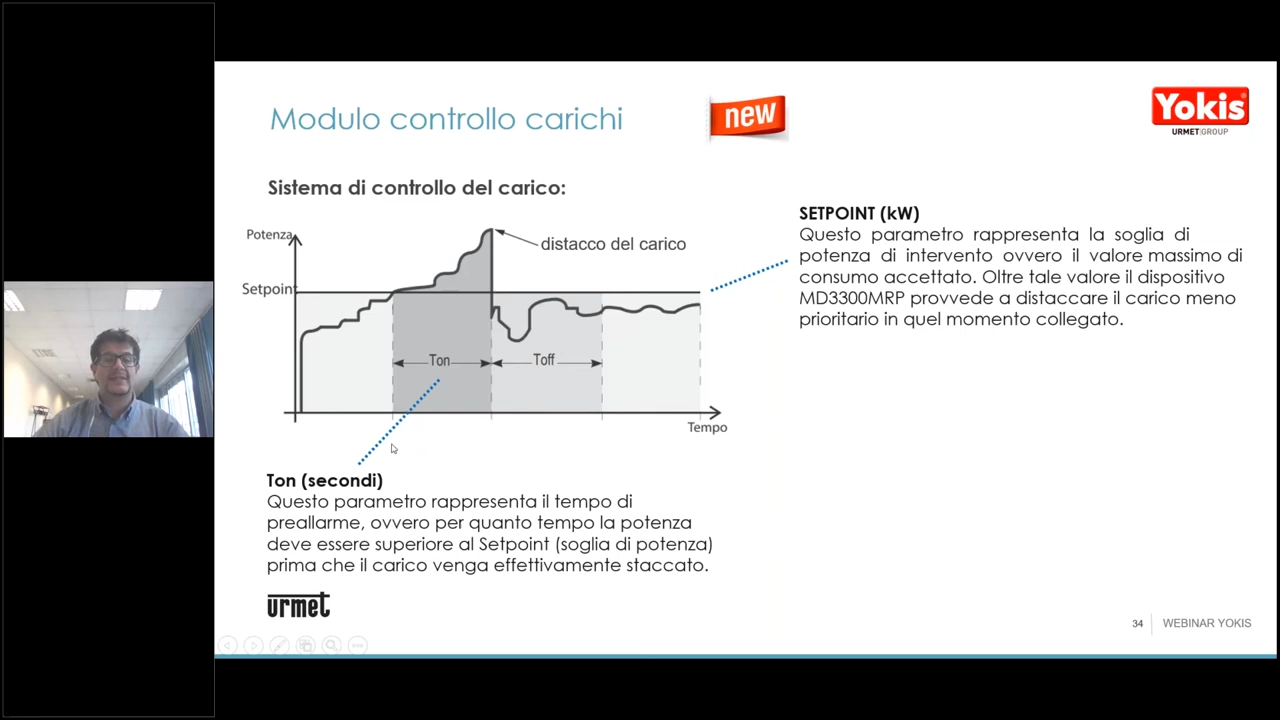 Modulo controllo carichi
new
Yokis
URMET GROUP
Sistema di controllo del carico:
Potenza
distacco del carico
Setpoint
Ton
Toff
Tempo
SETPOINT (kW)
Questo parametro rappresenta la soglia di
potenza di intervento ovvero il valore massimo di
consumo accettato. Oltre tale valore il dispositivo
MD3300MRP provvede a distaccare il carico meno
prioritario in quel momento collegato.
Ton (secondi)
Questo parametro rappresenta il tempo di
preallarme, ovvero per quanto tempo la potenza
deve essere superiore al Setpoint (soglia di potenza)
prima che il carico venga effettivamente staccato.
urmet
34
WEBINAR YOKIS